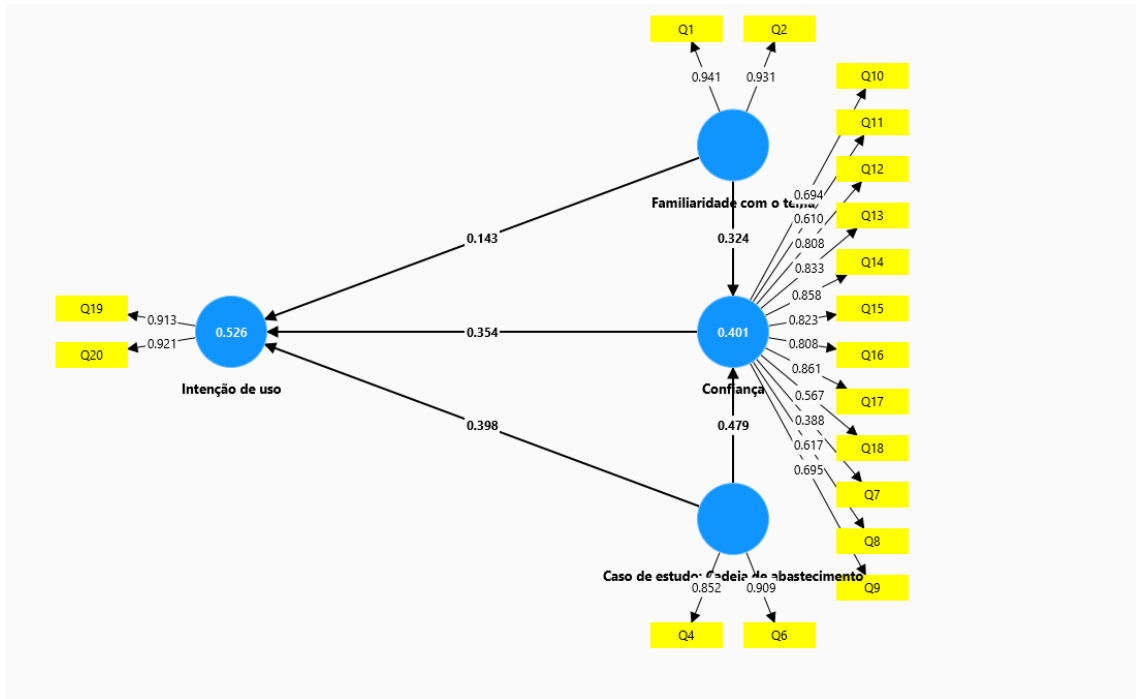 Q1
Q2
0.941
0.931
Q10
Q11
Q12
Q13
Q14
Q15
Q16
Q17
Q18
Q7
Q8
Q9
0.694
0.610
0.808
0.833
0.858
0.823
0.808
0.861
0.567
0.388
0.617
0.695
Familiaridade com o tema
0.143
0.324
Q19
Q20
0.913
0.921
0.526
Intenção de uso
0.354
0.401
Confiança
0.398
0.479
Caso de estudo: Cadeia de abastecimento
0.852
0.909
Q4
Q6